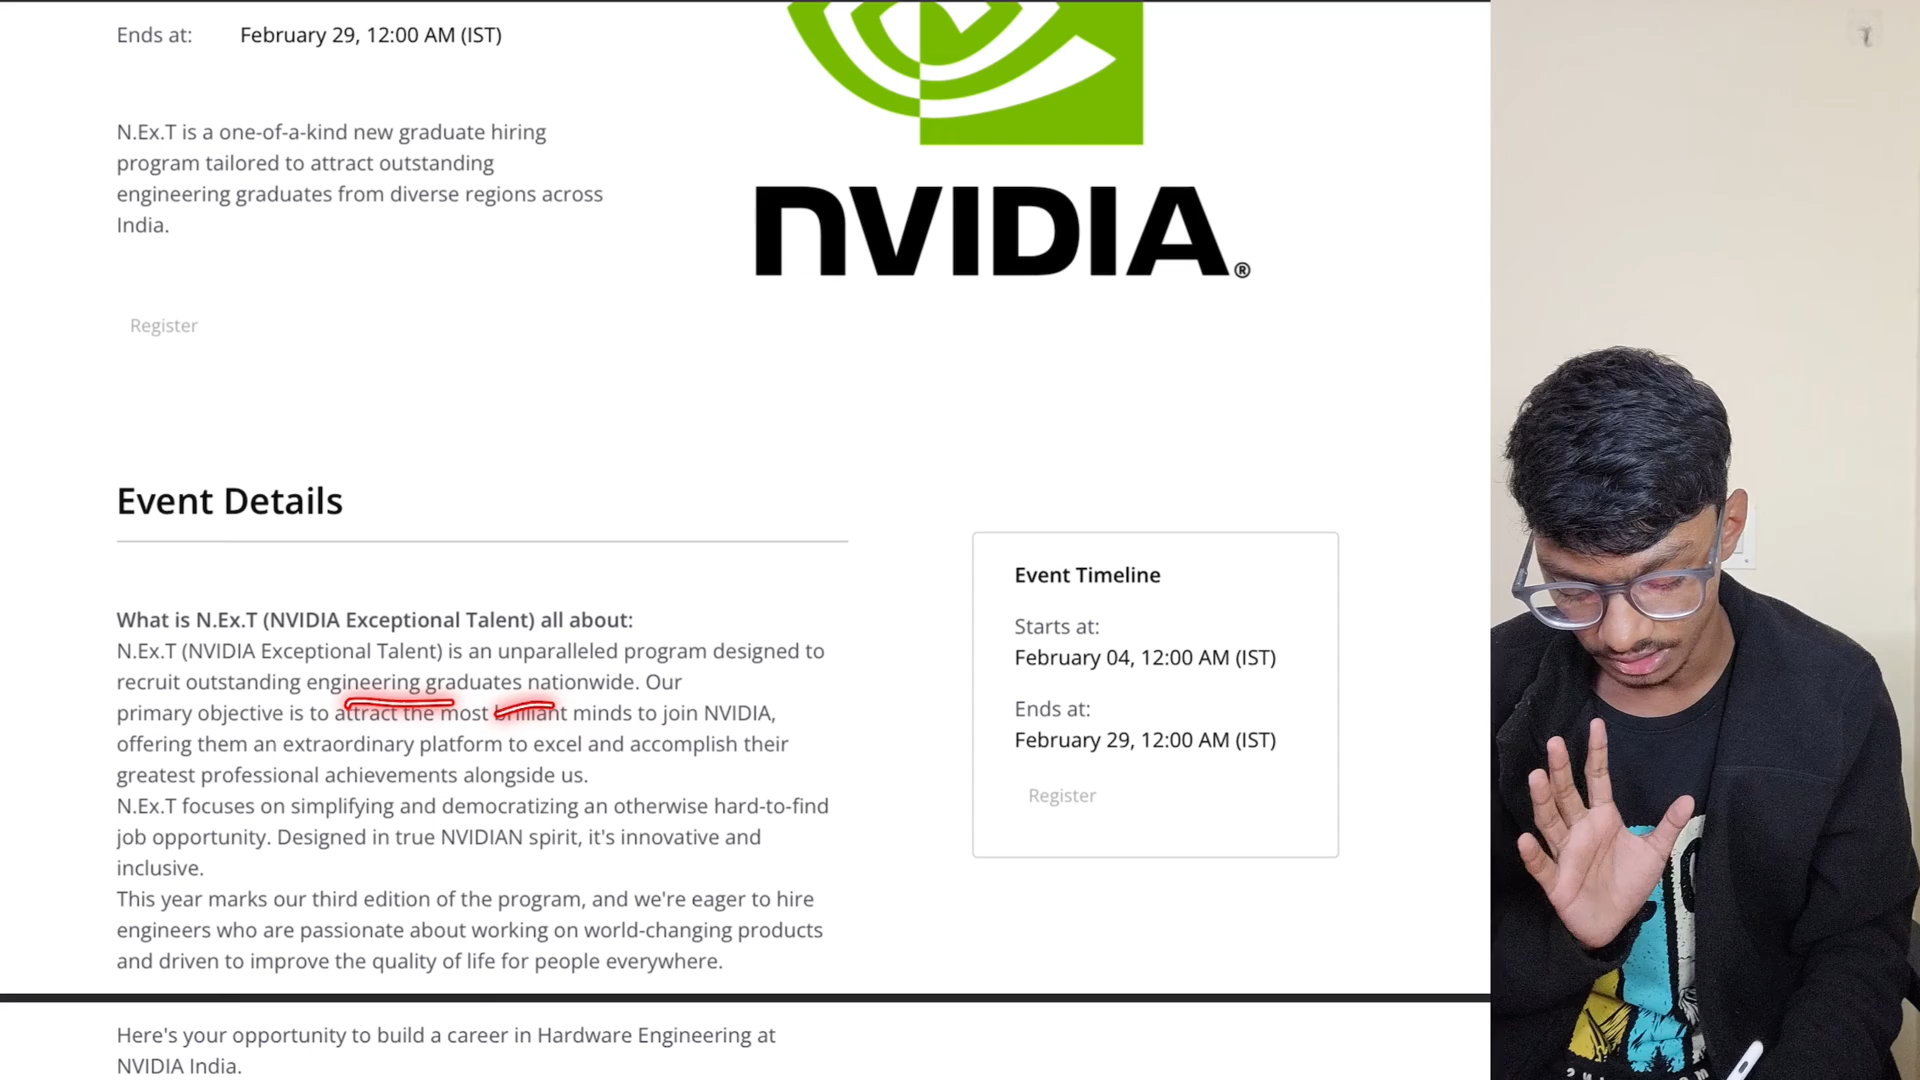 Ends at: February 29, 12:00 AM (IST)
N.Ex.T is a one-of-a-kind new graduate hiring
program tailored to attract outstanding
engineering graduates from diverse regions across
India.
Register
NVIDIA®
Event Details
What is N.Ex.T (NVIDIA Exceptional Talent) all about:
N.Ex.T (NVIDIA Exceptional Talent) is an unparalleled program designed to
recruit outstanding engineering graduates nationwide. Our
primary objective is to attract the most brilliant minds to join NVIDIA,
offering them an extraordinary platform to excel and accomplish their
greatest professional achievements alongside us.
N.Ex.T focuses on simplifying and democratizing an otherwise hard-to-find
job opportunity. Designed in true NVIDIAN spirit, it's innovative and
inclusive.
This year marks our third edition of the program, and we're eager to hire
engineers who are passionate about working on world-changing products
and driven to improve the quality of life for people everywhere.
Here's your opportunity to build a career in Hardware Engineering at
NVIDIA India.
Event Timeline
Starts at:
February 04, 12:00 AM (IST)
Ends at:
February 29, 12:00 AM (IST)
Register